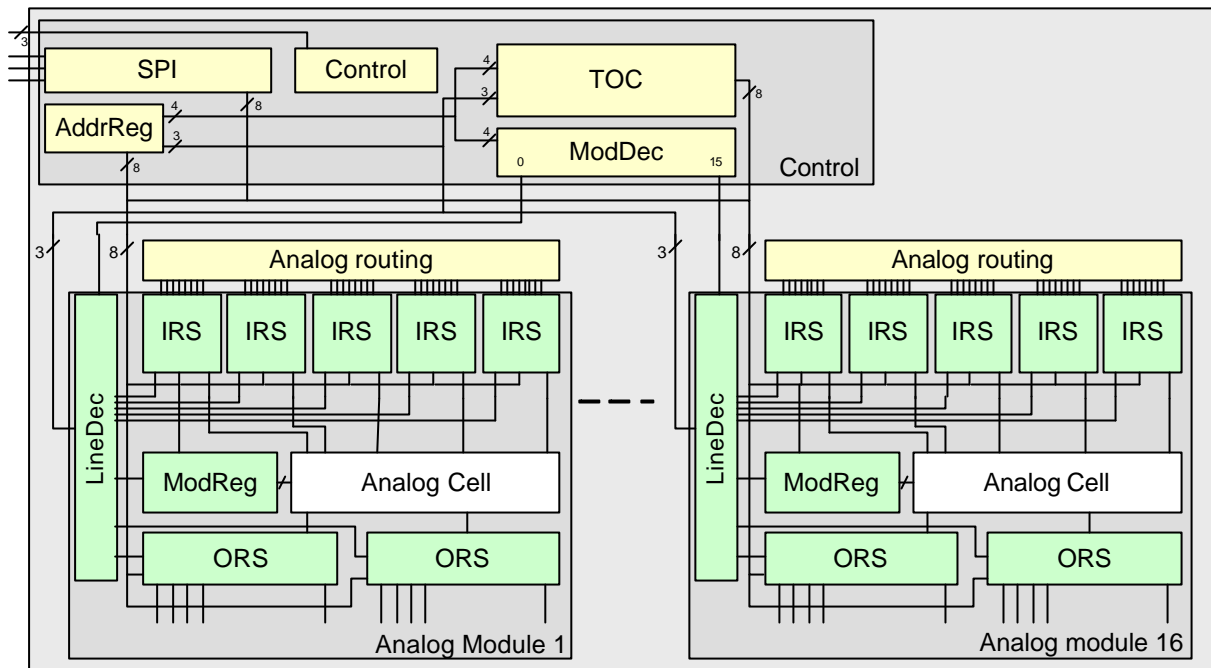 3
SPI
Control
TOC
4
3
8
8
AddrReg
4
3
8
4
ModDec
0
15
Control
3
8
3
8
Analog routing
Analog routing
IRS
IRS
IRS
IRS
IRS
IRS
IRS
IRS
IRS
IRS
LineDec
LineDec
ModReg
Analog Cell
ModReg
Analog Cell
ORS
ORS
ORS
ORS
Analog Module 1
Analog module 16